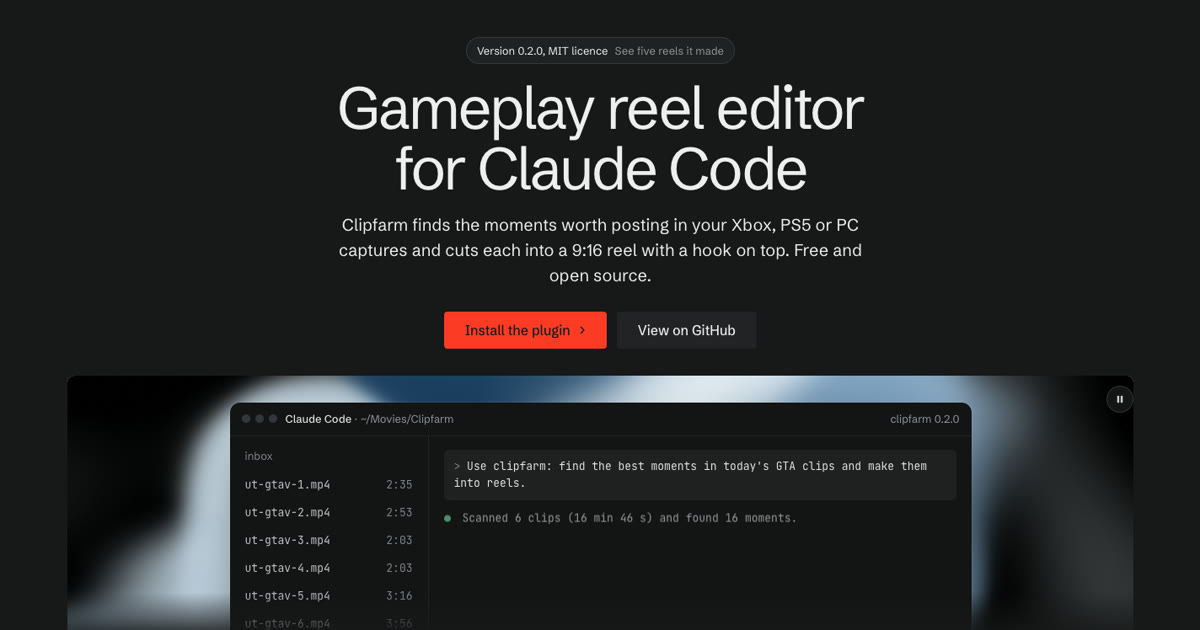 Version 0.2.0, MIT licence See five reels it made
Gameplay reel editor
for Claude Code
Clipfarm finds the moments worth posting in your Xbox, PS5 or PC
captures and cuts each into a 9:16 reel with a hook on top. Free and
open source.
Install the plugin
View on GitHub
Claude Code · ~/Movies/Clipfarm
clipfarm 0.2.0
inbox
ut-gtav-1.mp4 2:35
ut-gtav-2.mp4 2:53
ut-gtav-3.mp4 2:03
ut-gtav-4.mp4 2:03
ut-gtav-5.mp4 3:16
ut-gtav-6.mp4 3:56
> Use clipfarm: find the best moments in today's GTA clips and make them
into reels.
Scanned 6 clips (16 min 46 s) and found 16 moments.